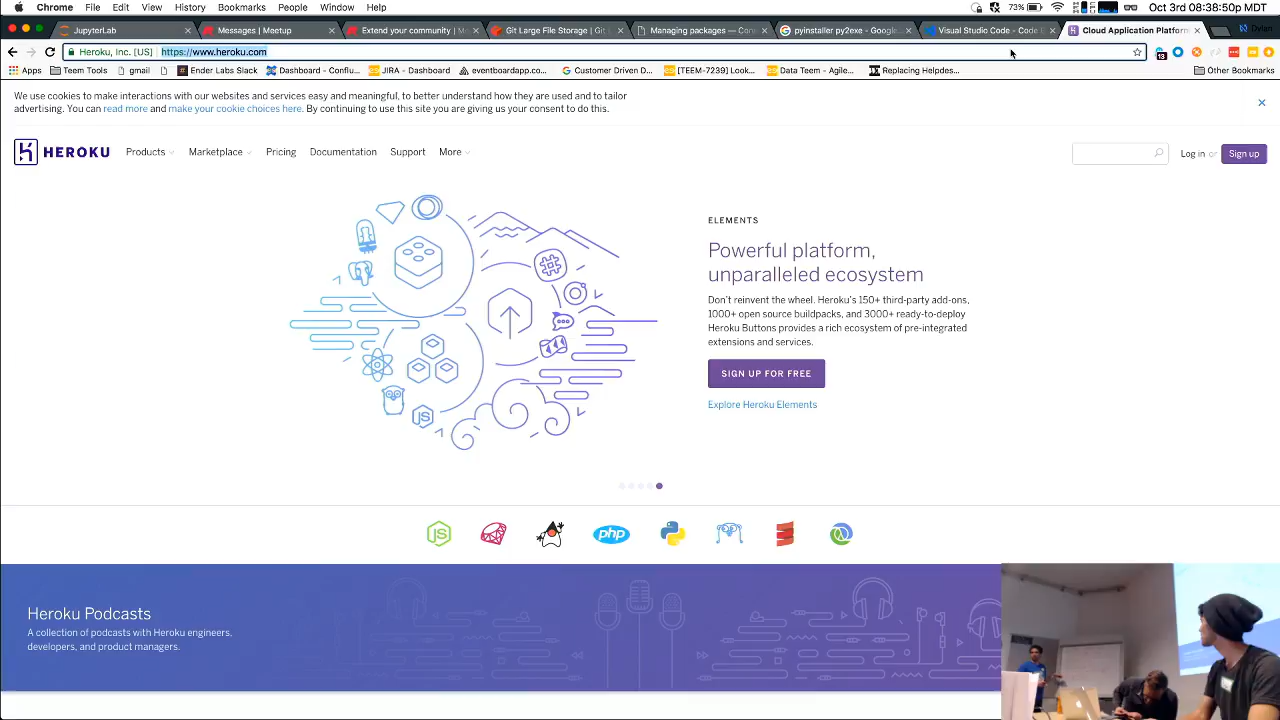 Chrome File Edit View History Bookmarks People Window Help 73% Oct 3rd 08:38:50pm MDT
JupyterLab Messages | Meetup Extend your community | M Git Large File Storage | Git L Managing packages — Con pyinstaller py2exe - Google Visual Studio Code - Code E Cloud Application Platform
Heroku, Inc. [US] https://www.heroku.com 13
Apps Teem Tools gmail Ender Labs Slack Dashboard - Conflu... JIRA - Dashboard eventboardapp.co... Customer Driven D... [TEEM-7239] Look... Data Team - Agile... Replacing Helpdes... Other Bookmarks
We use cookies to make interactions with our websites and services easy and meaningful, to better understand how they are used and to tailor
advertising. You can read more and make your cookie choices here. By continuing to use this site you are giving us your consent to do this.
HEROKU Products Marketplace Pricing Documentation Support More Log in or Sign up
ELEMENTS
Powerful platform,
unparalleled ecosystem
Don't reinvent the wheel. Heroku's 150+ third-party add-ons,
1000+ open source buildpacks, and 3000+ ready-to-deploy
Heroku Buttons provides a rich ecosystem of pre-integrated
extensions and services.
SIGN UP FOR FREE
Explore Heroku Elements
JS
JS php
Heroku Podcasts
A collection of podcasts with Heroku engineers,
developers, and product managers.